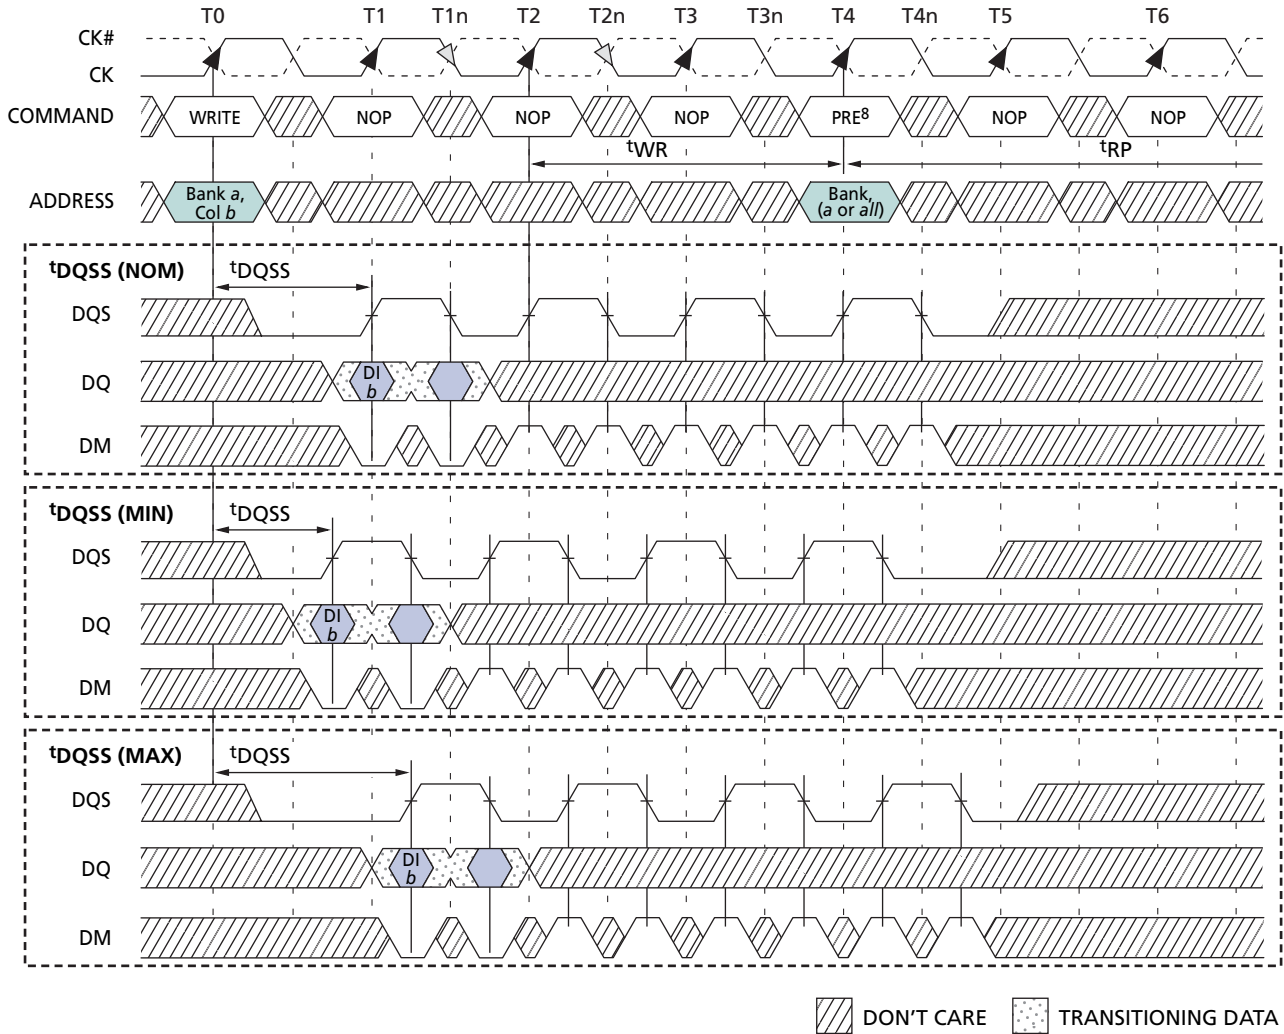 T0 T1 T1n T2 T2n T3 T3n T4 T4n T5 T6
CK#
CK
COMMAND WRITE NOP NOP NOP PRE8 NOP NOP
tWR tRP
ADDRESS Bank a, Bank,
Col b (a or all)
tDQSS (NOM) tDQSS
DQS
DQ DI
b
DM
tDQSS (MIN) tDQSS
DQS
DQ DI
b
DM
tDQSS (MAX) tDQSS
DQS
DQ DI
b
DM
DON'T CARE TRANSITIONING DATA